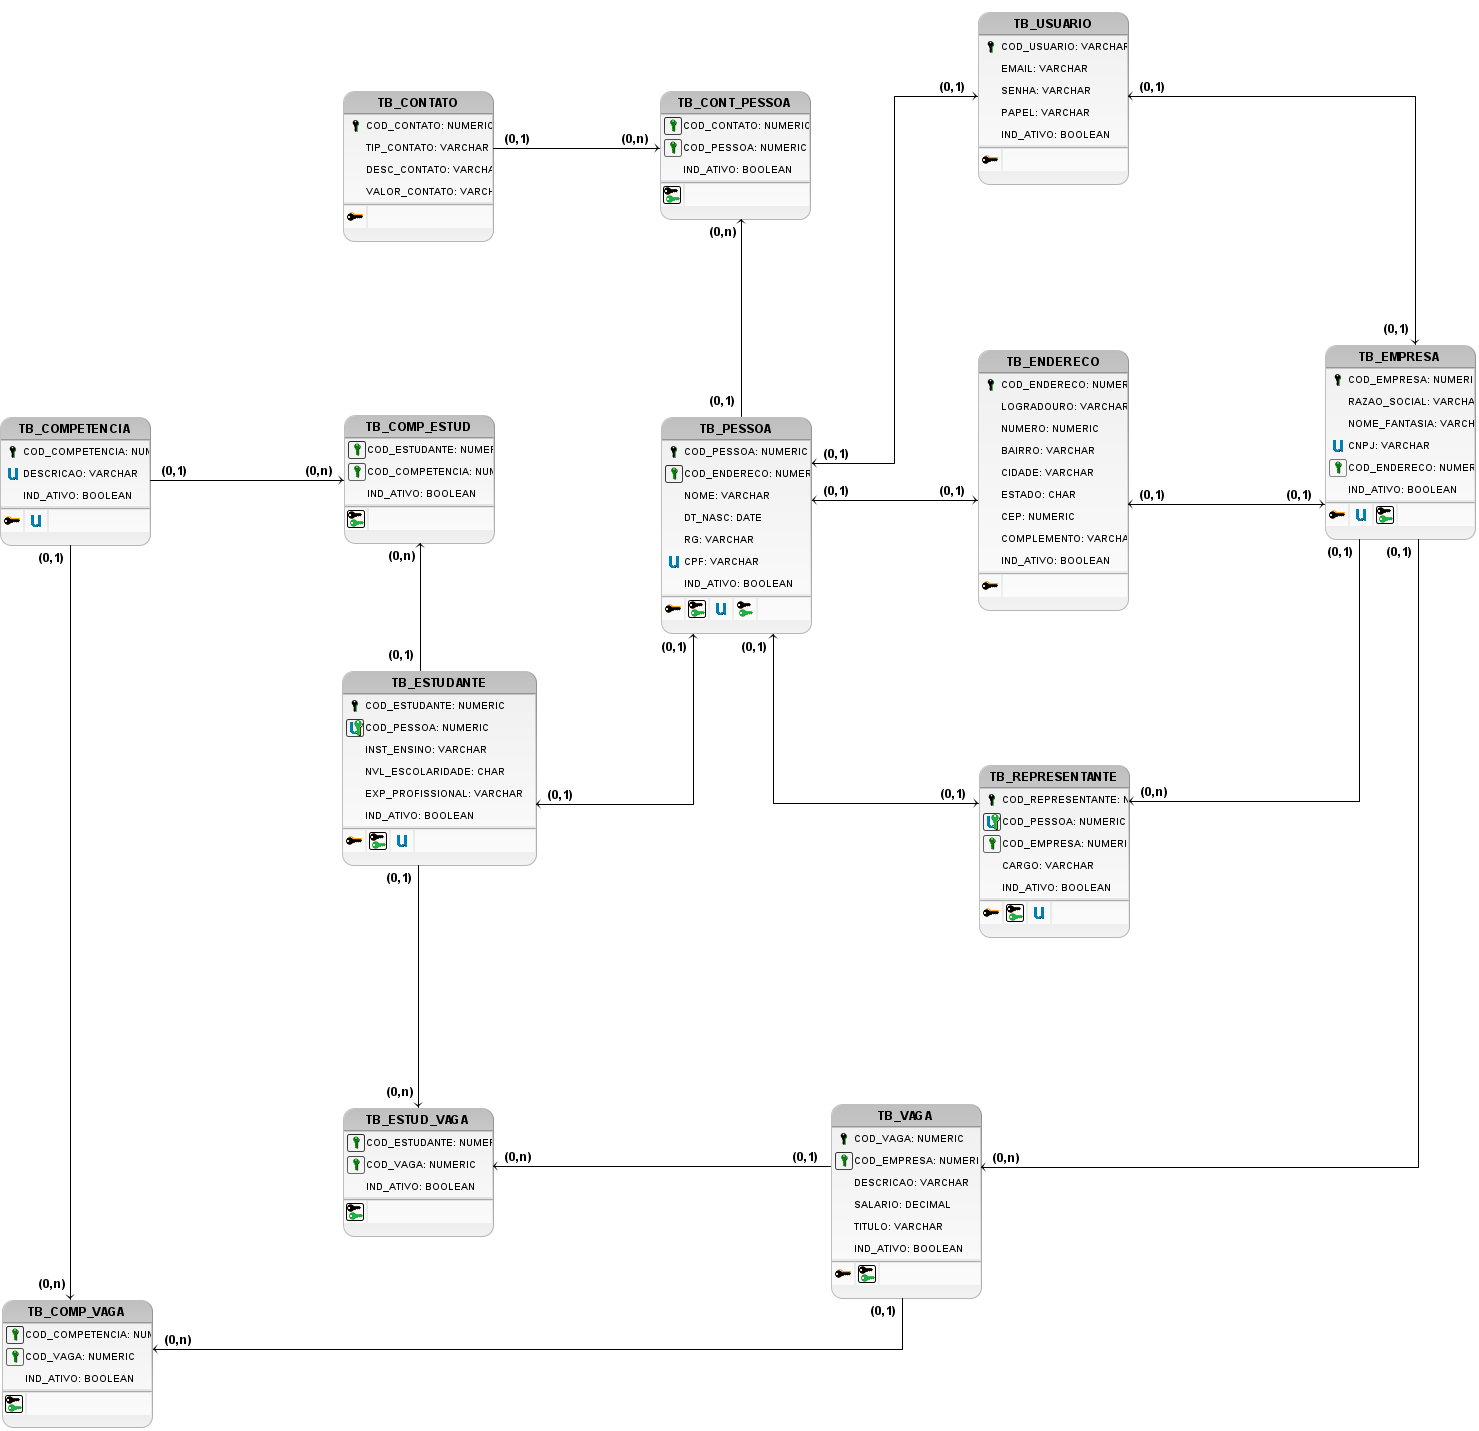 TB_USUARIO
COD_USUARIO: VARCHAR
EMAIL: VARCHAR
SENHA: VARCHAR
PAPEL: VARCHAR
IND_ATIVO: BOOLEAN
(0,1)
(0,1)
TB_CONTATO
COD_CONTATO: NUMERIC
TIP_CONTATO: VARCHAR
DESC_CONTATO: VARCHA
VALOR_CONTATO: VARCH
(0,1)
(0,n)
TB_CONT_PESSOA
COD_CONTATO: NUMERIC
COD_PESSOA: NUMERIC
IND_ATIVO: BOOLEAN
(0,n)
(0,1)
(0,1)
TB_ENDERECO
COD_ENDERECO: NUMER
LOGRADOURO: VARCHAR
NUMERO: NUMERIC
BAIRRO: VARCHAR
CIDADE: VARCHAR
ESTADO: CHAR
CEP: NUMERIC
COMPLEMENTO: VARCHA
IND_ATIVO: BOOLEAN
(0,1)
(0,1)
(0,1)
TB_EMPRESA
COD_EMPRESA: NUMERI
RAZAO_SOCIAL: VARCHA
NOME_FANTASIA: VARCH
U CNPJ: VARCHAR
COD_ENDERECO: NUMER
IND_ATIVO: BOOLEAN
U
(0,1)
(0,1)
TB_COMPETENCIA
COD_COMPETENCIA: NUM
U DESCRICAO: VARCHAR
IND_ATIVO: BOOLEAN
U
(0,1)
(0,n)
(0,1)
TB_COMP_ESTUD
COD_ESTUDANTE: NUMER
COD_COMPETENCIA: NUM
IND_ATIVO: BOOLEAN
(0,n)
(0,1)
TB_PESSOA
COD_PESSOA: NUMERIC
COD_ENDERECO: NUMER
NOME: VARCHAR
DT_NASC: DATE
RG: VARCHAR
U CPF: VARCHAR
IND_ATIVO: BOOLEAN
U
(0,1)
(0,1)
(0,1)
(0,1)
TB_ESTUDANTE
COD_ESTUDANTE: NUMERIC
U COD_PESSOA: NUMERIC
INST_ENSINO: VARCHAR
NVL_ESCOLARIDADE: CHAR
EXP_PROFISSIONAL: VARCHAR
IND_ATIVO: BOOLEAN
U
(0,1)
(0,1)
(0,1)
(0,n)
TB_REPRESENTANTE
COD_REPRESENTANTE: N
U COD_PESSOA: NUMERIC
COD_EMPRESA: NUMERI
CARGO: VARCHAR
IND_ATIVO: BOOLEAN
U
(0,n)
TB_ESTUD_VAGA
COD_ESTUDANTE: NUMER
COD_VAGA: NUMERIC
IND_ATIVO: BOOLEAN
(0,n)
(0,1)
TB_VAGA
COD_VAGA: NUMERIC
COD_EMPRESA: NUMERI
DESCRICAO: VARCHAR
SALARIO: DECIMAL
TITULO: VARCHAR
IND_ATIVO: BOOLEAN
(0,n)
(0,1)
(0,n)
TB_COMP_VAGA
COD_COMPETENCIA: NUM
COD_VAGA: NUMERIC
IND_ATIVO: BOOLEAN
(0,n)